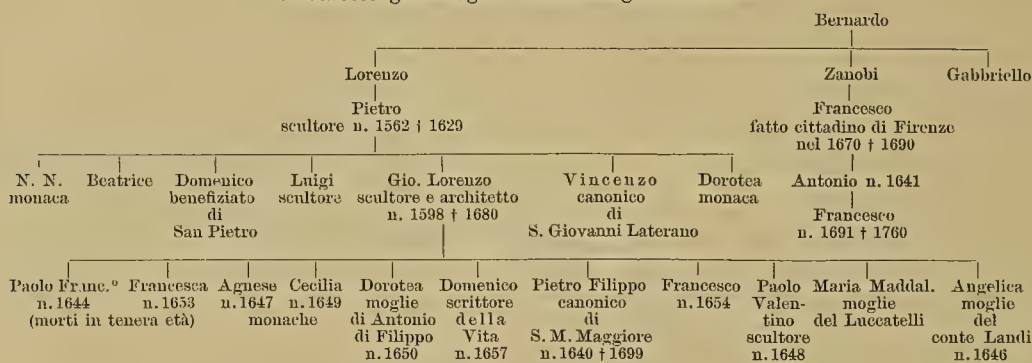 Bernardo
Lorenzo Zanobi Gabbriello
Pietro Francesco
scultore n. 1562 † 1629 fatto cittadino di Firenze
nel 1670 † 1690
N. N. Beatrice Domenico Luigi Gio. Lorenzo Vincenzo Dorotea Antonio n. 1641
monaca benefiziato scultore scultore e architetto canonico monaca
di n. 1598 † 1680 di Francesco
San Pietro S. Giovanni Laterano n. 1691 † 1760
Paolo Franc.º Francesca Agnese Cecilia Dorotea Domenico Pietro Filippo Francesco Paolo Maria Maddal. Angelica
n. 1644 n. 1653 n. 1647 n. 1649 moglie scrittore canonico n. 1654 Valen- moglie moglie
(morti in tenera età) monache di Antonio della di tino del Luccatelli del
di Filippo Vita S. M. Maggiore scultore conte Landi
n. 1650 n. 1657 n. 1640 † 1699 n. 1648 n. 1646